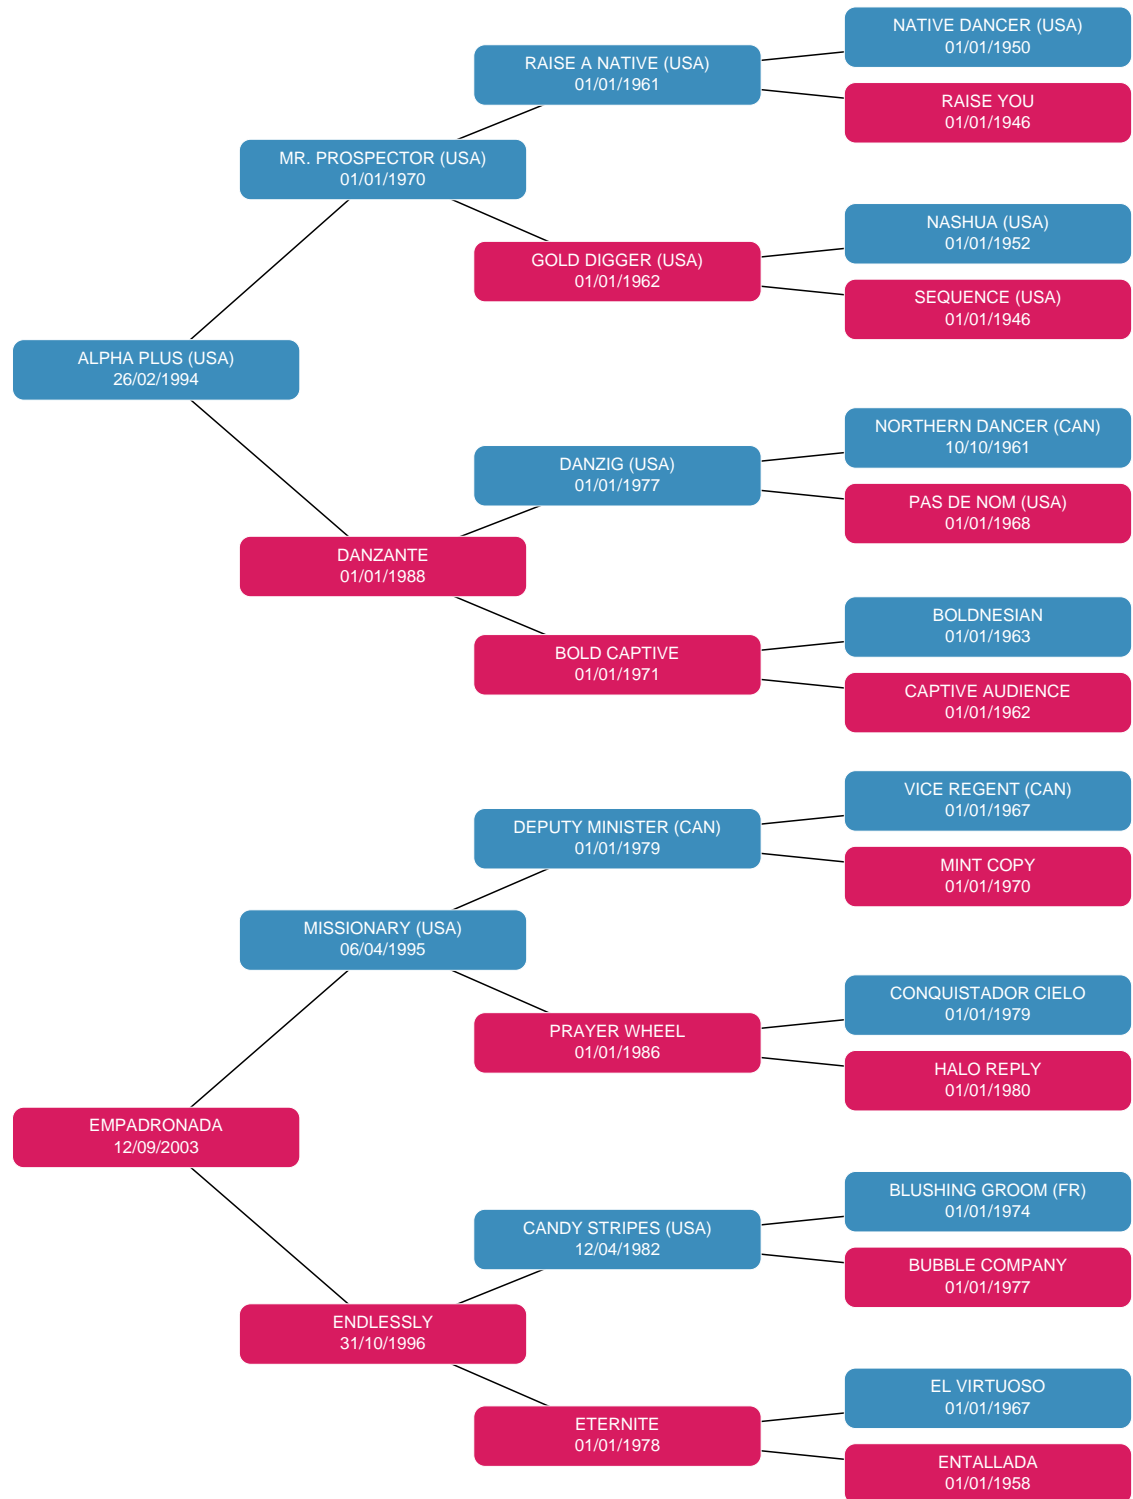 NATIVE DANCER (USA)
01/01/1950
RAISE A NATIVE (USA)
01/01/1961
RAISE YOU
01/01/1946
MR. PROSPECTOR (USA)
01/01/1970
NASHUA (USA)
01/01/1952
GOLD DIGGER (USA)
01/01/1962
SEQUENCE (USA)
01/01/1946
ALPHA PLUS (USA)
26/02/1994
NORTHERN DANCER (CAN)
10/10/1961
DANZIG (USA)
01/01/1977
PAS DE NOM (USA)
01/01/1968
DANZANTE
01/01/1988
BOLDNESIAN
01/01/1963
BOLD CAPTIVE
01/01/1971
CAPTIVE AUDIENCE
01/01/1962
VICE REGENT (CAN)
01/01/1967
DEPUTY MINISTER (CAN)
01/01/1979
MINT COPY
01/01/1970
MISSIONARY (USA)
06/04/1995
CONQUISTADOR CIELO
01/01/1979
PRAYER WHEEL
01/01/1986
HALO REPLY
01/01/1980
EMPADRONADA
12/09/2003
BLUSHING GROOM (FR)
01/01/1974
CANDY STRIPES (USA)
12/04/1982
BUBBLE COMPANY
01/01/1977
ENDLESSLY
31/10/1996
EL VIRTUOSO
01/01/1967
ETERNITE
01/01/1978
ENTALLADA
01/01/1958